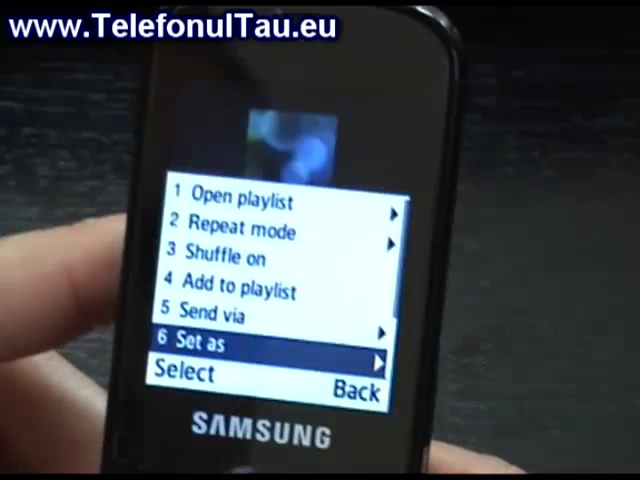 www.TelefonulTau.eu
1 Open playlist
2 Repeat mode
3 Shuffle on
4 Add to playlist
5 Send via
6 Set as
Select Back
SAMSUNG